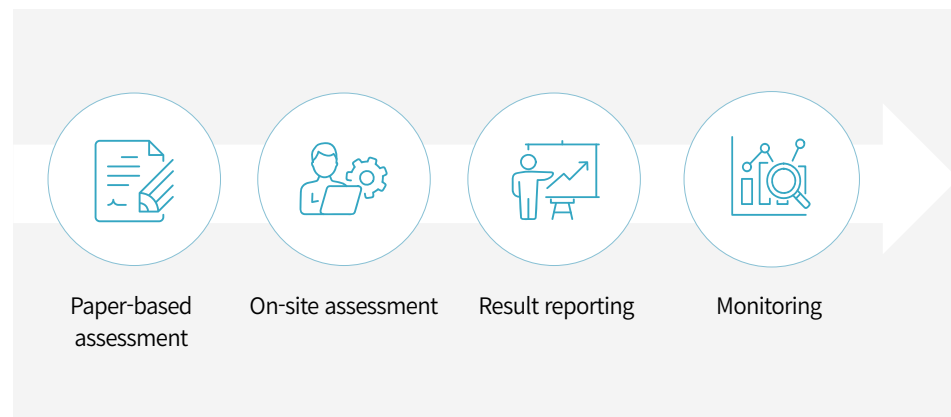 Paper-based
assessment
On-site assessment
Result reporting
Monitoring